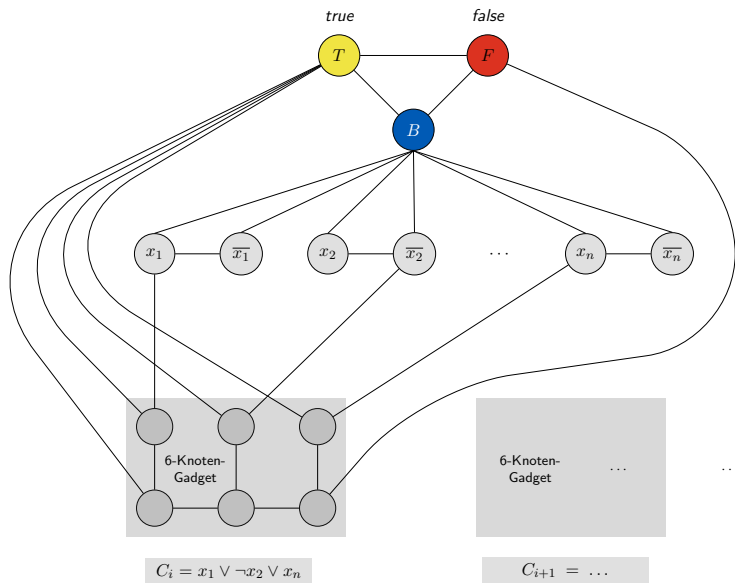 true false
T F
B
x₁ x̅₁ x₂ x̅₂ ... xₙ x̅ₙ
6-Knoten-
Gadget
6-Knoten-
Gadget
... ..
Cᵢ = x₁ ∨ ¬x₂ ∨ xₙ
Cᵢ₊₁ = ...